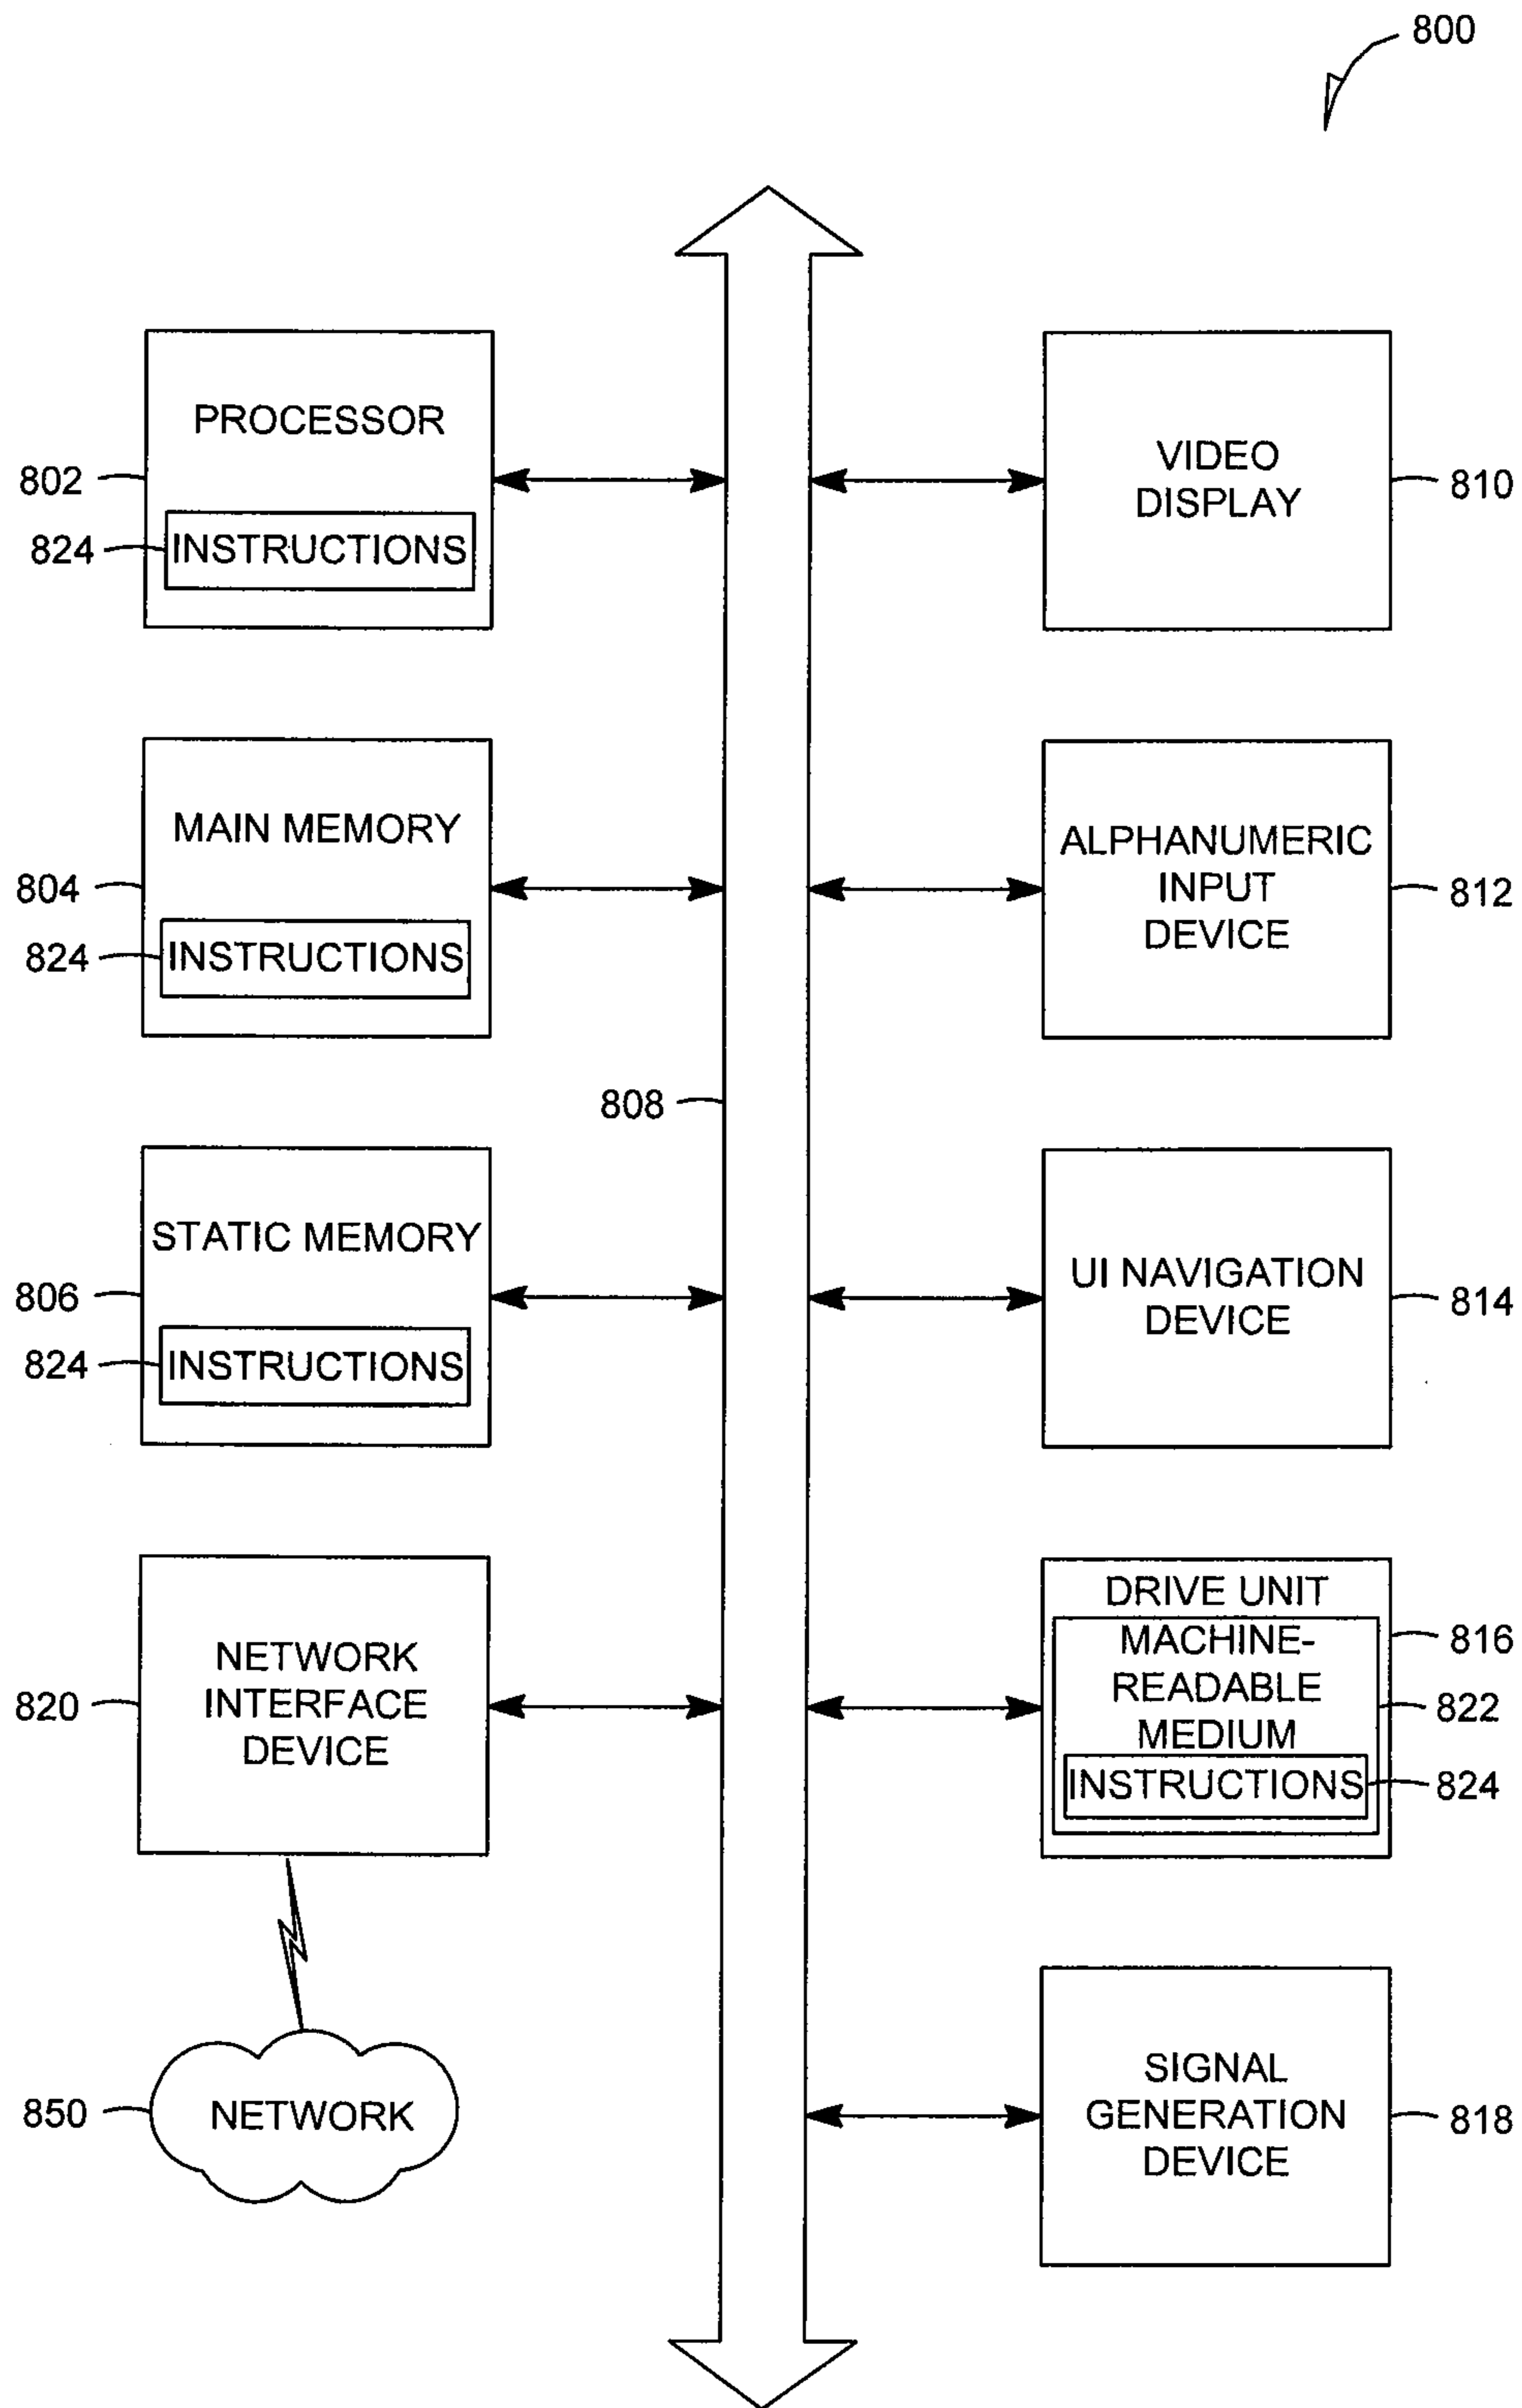 800
PROCESSOR
802
824
INSTRUCTIONS
VIDEO
DISPLAY
810
MAIN MEMORY
804
824
INSTRUCTIONS
ALPHANUMERIC
INPUT
DEVICE
812
808
STATIC MEMORY
806
824
INSTRUCTIONS
UI NAVIGATION
DEVICE
814
NETWORK
INTERFACE
DEVICE
820
DRIVE UNIT
816
MACHINE-
READABLE
MEDIUM
822
INSTRUCTIONS
824
850
NETWORK
SIGNAL
GENERATION
DEVICE
818